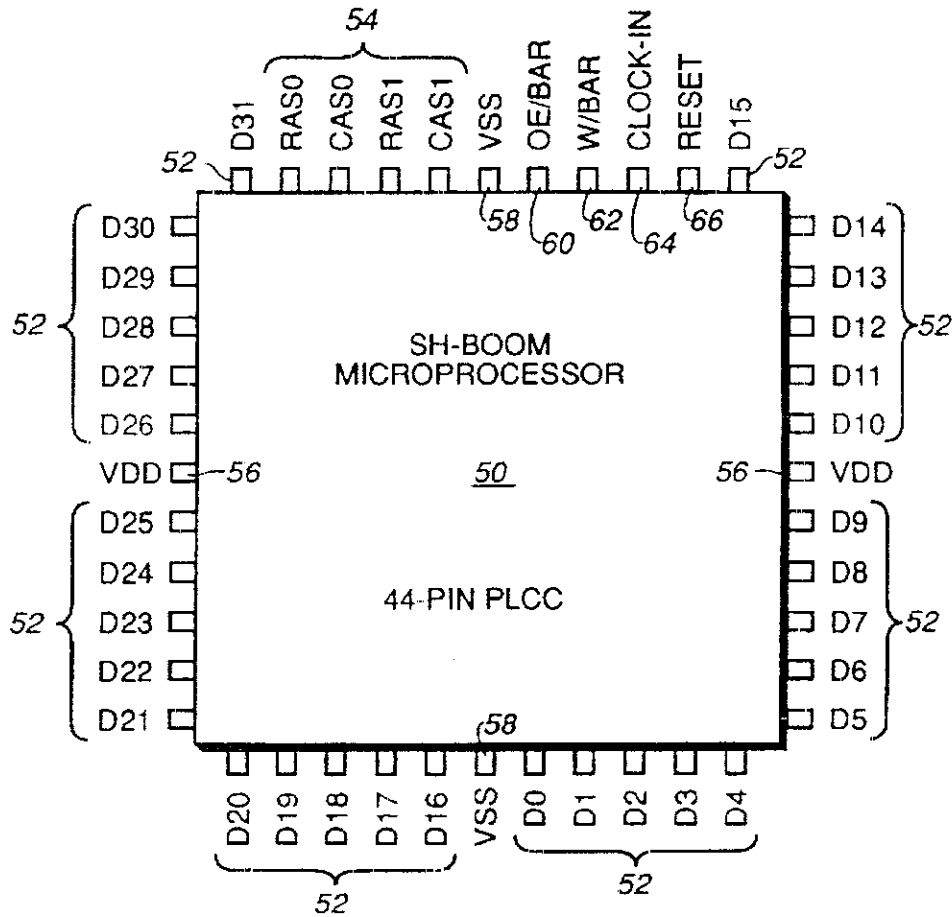 54
D31
RAS0
CAS0
RAS1
CAS1
VSS
OE/BAR
W/BAR
CLOCK-IN
RESET
D15
52
52
58
60
62
64
66
D30
D29
D28
D27
D26
52
VDD
56
D25
D24
D23
D22
D21
52
SH-BOOM
MICROPROCESSOR
50
44-PIN PLCC
D14
D13
D12
D11
D10
52
56
VDD
D9
D8
D7
D6
D5
52
58
D20
D19
D18
D17
D16
VSS
D0
D1
D2
D3
D4
52
52